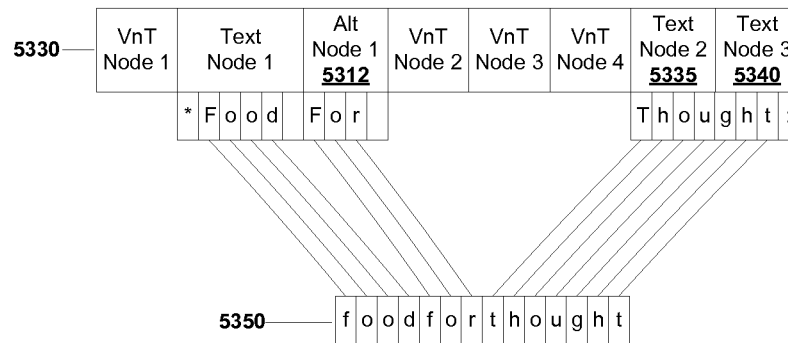 5330 VnT Node 1 Text Node 1 Alt Node 1 5312 VnT Node 2 VnT Node 3 VnT Node 4 Text Node 2 5335 Text Node 3 5340
* F o o d F o r T h o u g h t :
5350 f o o d f o r t h o u g h t